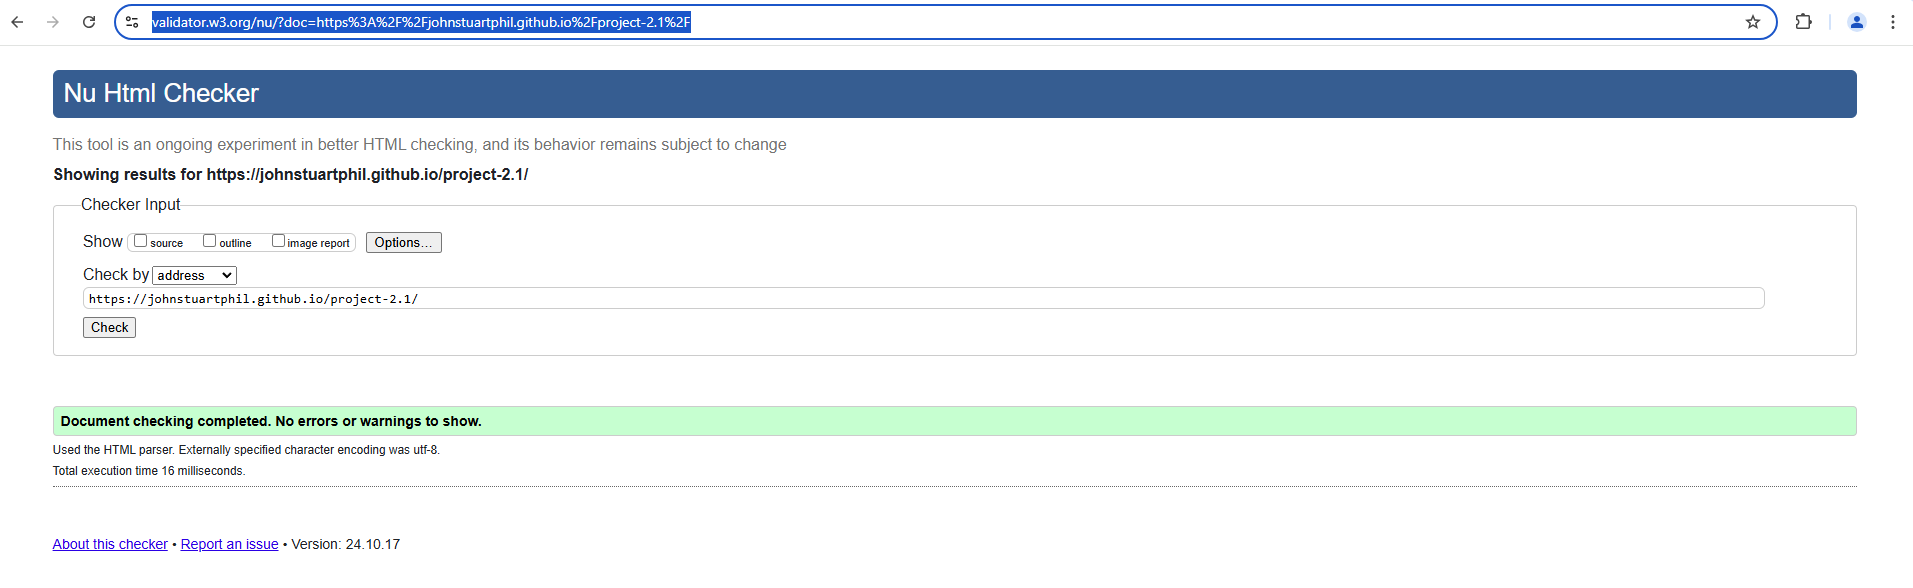 validator.w3.org/nu/?doc=https%3A%2F%2Fjohnstuartphil.github.io%2Fproject-2.1%2F
Nu Html Checker
This tool is an ongoing experiment in better HTML checking, and its behavior remains subject to change
Showing results for https://johnstuartphil.github.io/project-2.1/
Checker Input
Show source outline image report Options...
Check by address
https://johnstuartphil.github.io/project-2.1/
Check
Document checking completed. No errors or warnings to show.
Used the HTML parser. Externally specified character encoding was utf-8.
Total execution time 16 milliseconds.
About this checker • Report an issue • Version: 24.10.17